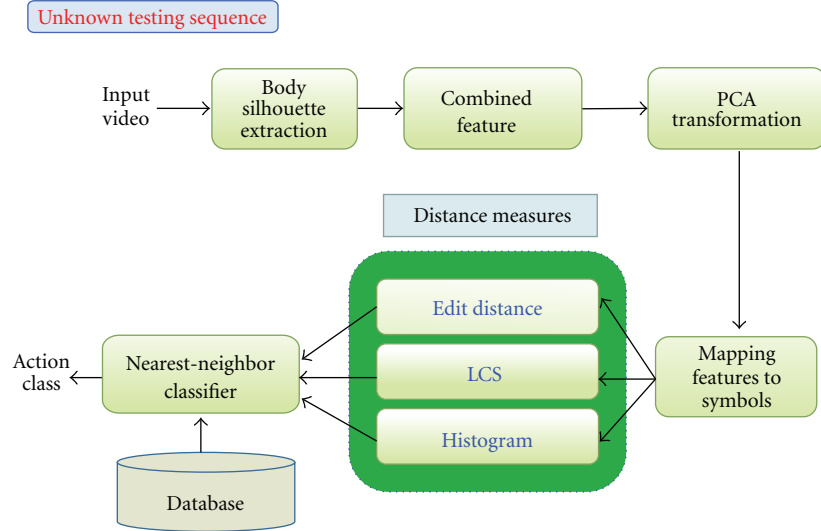 Unknown testing sequence
Input
video
Body
silhouette
extraction
Combined
feature
PCA
transformation
Distance measures
Edit distance
LCS
Histogram
Mapping
features to
symbols
Nearest-neighbor
classifier
Action
class
Database